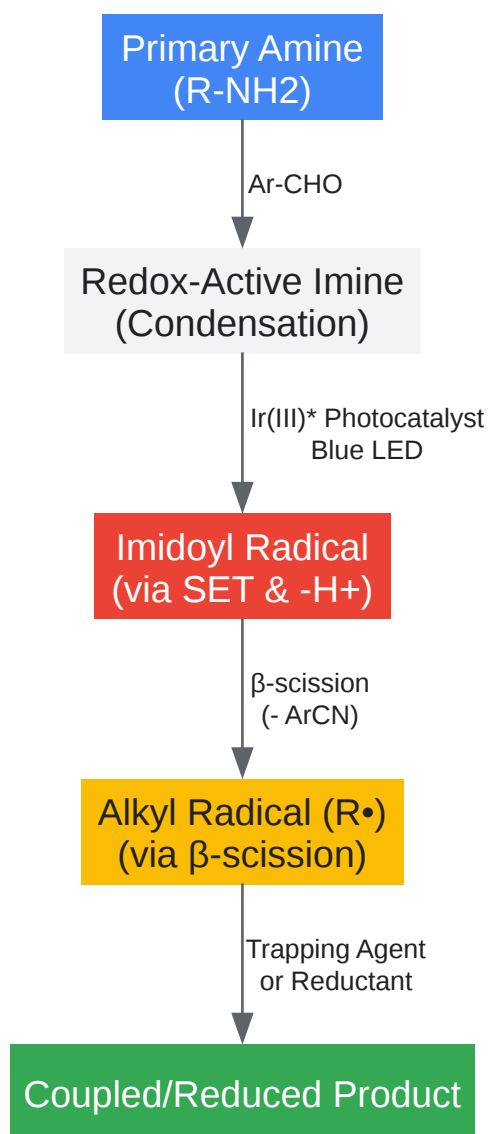 Primary Amine
(R-NH2)
Ar-CHO
Redox-Active Imine
(Condensation)
Ir(III)* Photocatalyst
Blue LED
Imidoyl Radical
(via SET & -H+)
β-scission
(- ArCN)
Alkyl Radical (R•)
(via β-scission)
Trapping Agent
or Reductant
Coupled/Reduced Product